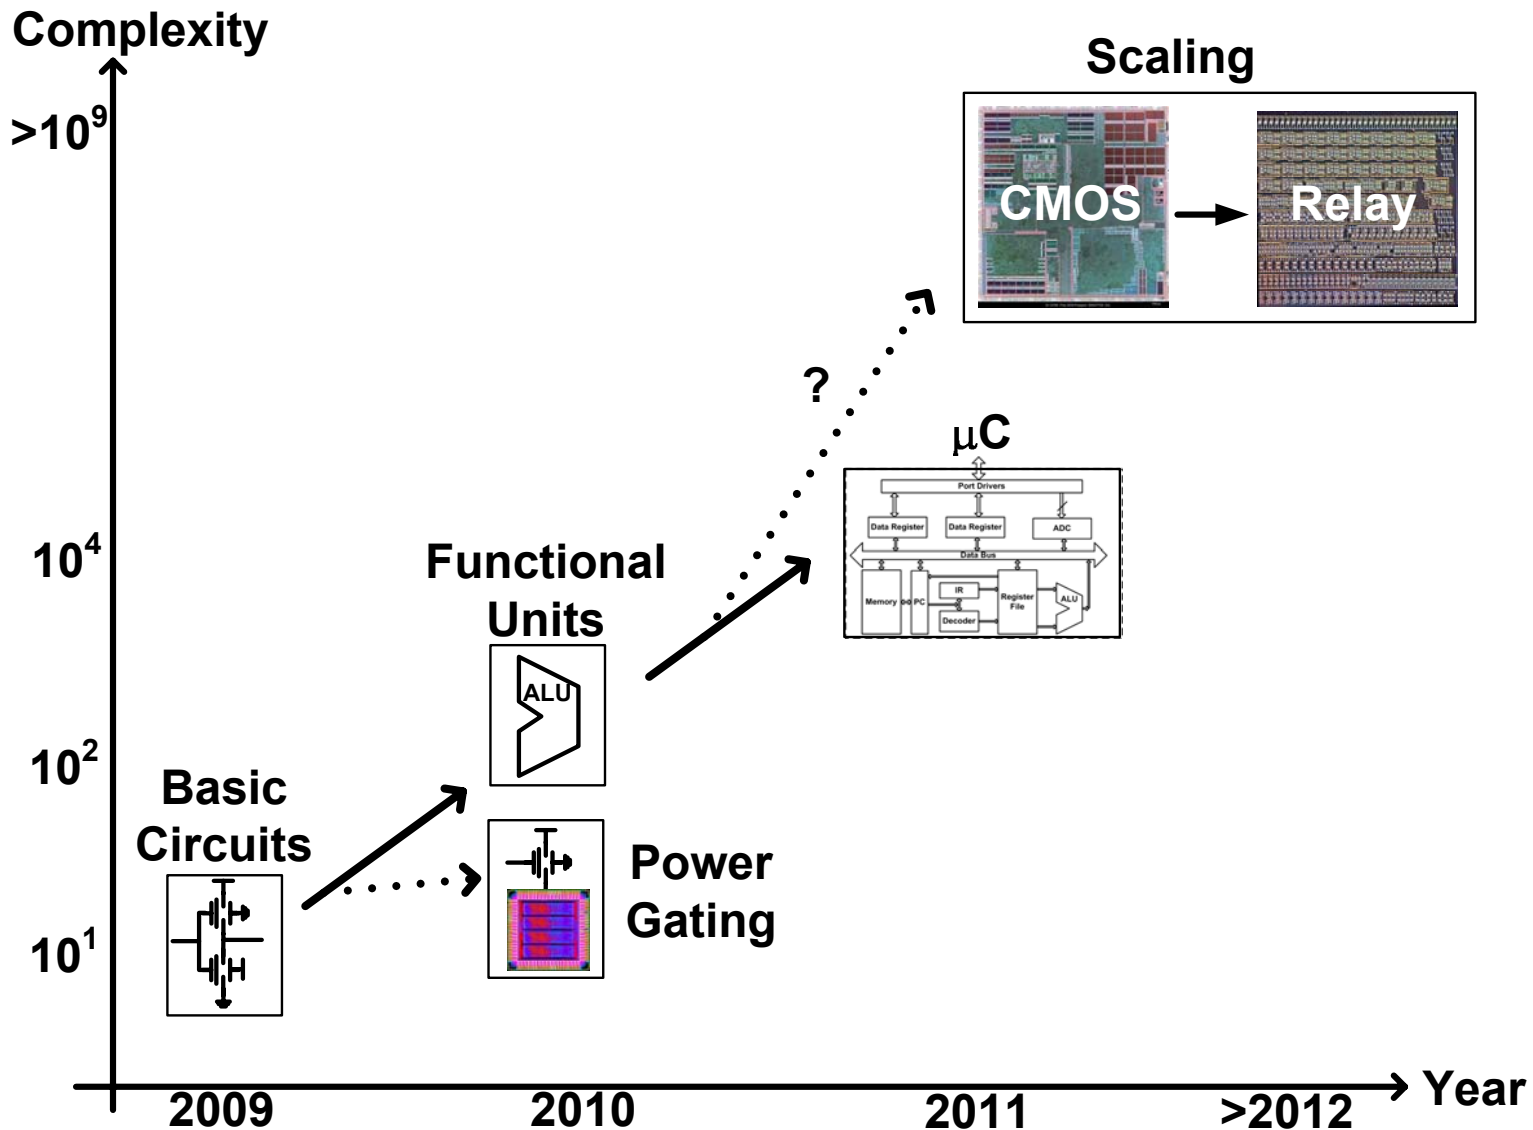 Complexity
>10⁹
Scaling
CMOS
Relay
?
μC
Port Drivers
Data Register
Data Register
ADC
Data Bus
Memory
PC
IR
Decoder
Register
File
ALU
10⁴
Functional
Units
ALU
10²
Basic
Circuits
Power
Gating
10¹
Year
2009
2010
2011
>2012